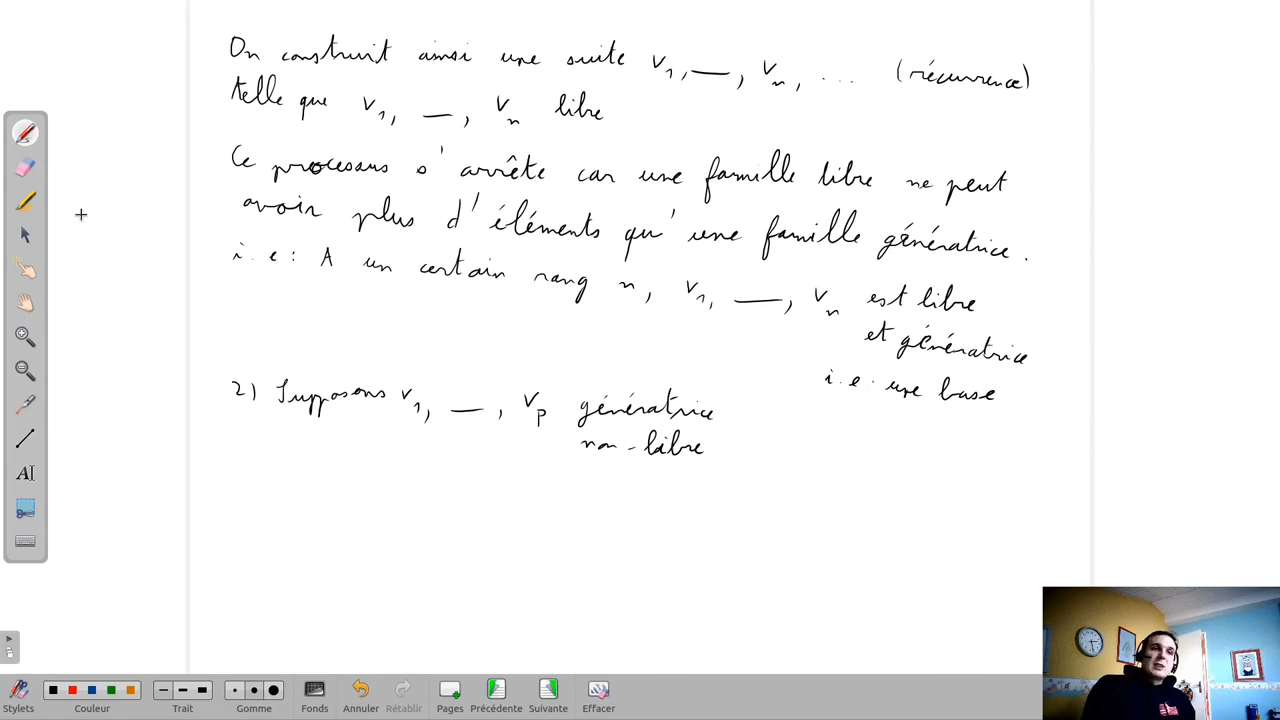 On construit ainsi une suite v1, —, vn, ... (récurrence)
telle que v1, —, vn libre
Ce processus s'arrête car une famille libre ne peut
avoir plus d'éléments qu'une famille génératrice.
i.e: A un certain rang n, v1, —, vn est libre
et génératrice
i.e. une base
2) Supposons v1, —, vp génératrice
non-libre
AI
Stylets
Couleur
Trait
Gomme
Fonds
Annuler
Rétablir
Pages
Précédente
Suivante
Effacer